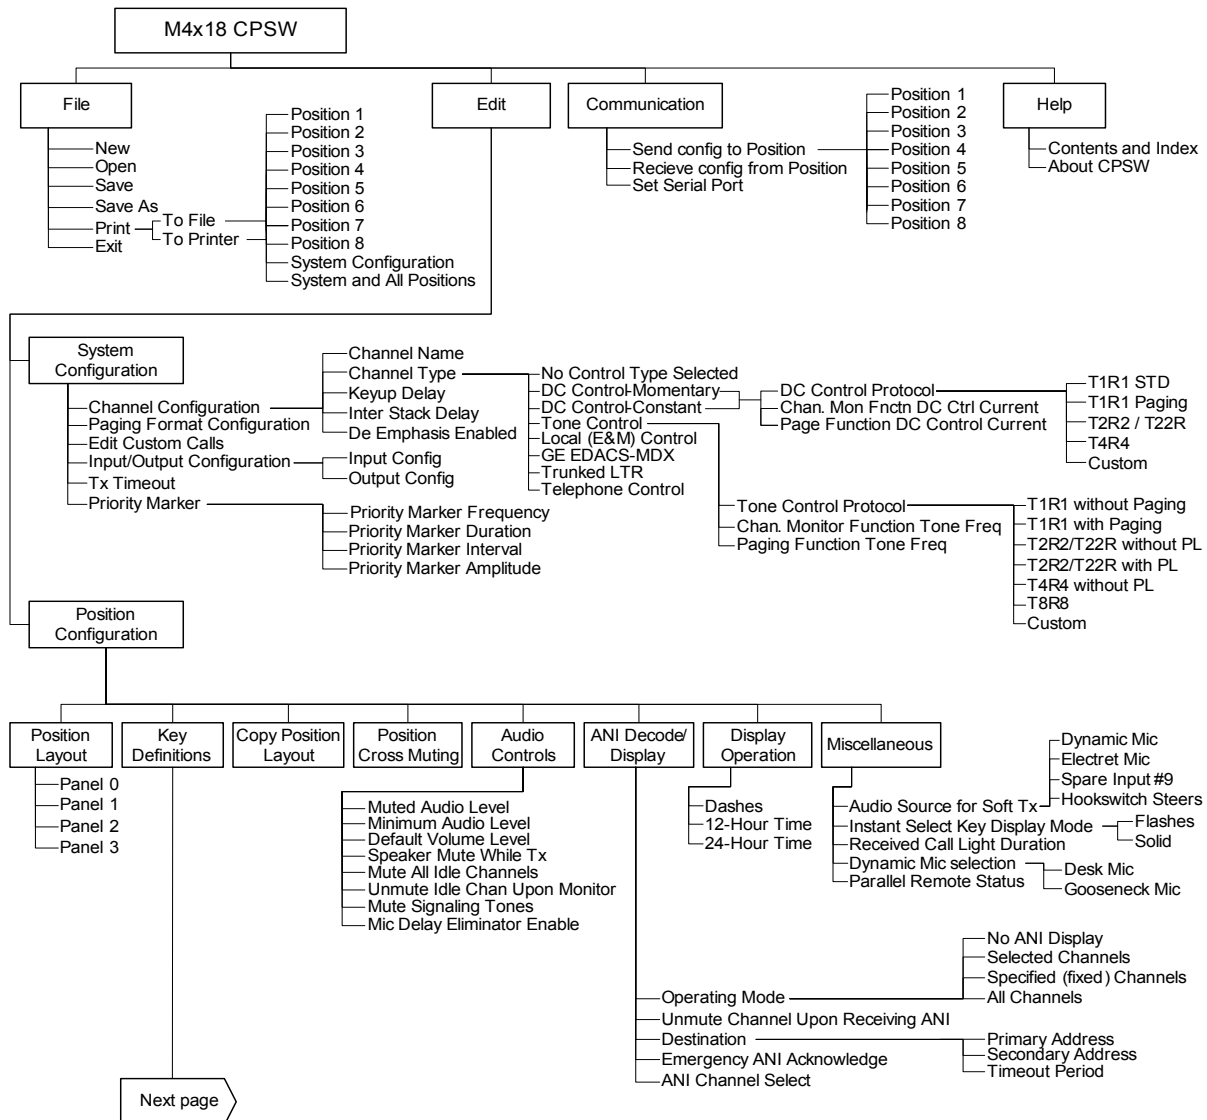 M4x18 CPSW
File
Edit
Communication
Help
New
Open
Save
Save As
Print
Exit
To File
To Printer
Position 1
Position 2
Position 3
Position 4
Position 5
Position 6
Position 7
Position 8
System Configuration
System and All Positions
Send config to Position
Recieve config from Position
Set Serial Port
Position 1
Position 2
Position 3
Position 4
Position 5
Position 6
Position 7
Position 8
Contents and Index
About CPSW
System
Configuration
Channel Configuration
Paging Format Configuration
Edit Custom Calls
Input/Output Configuration
Tx Timeout
Priority Marker
Channel Name
Channel Type
Keyup Delay
Inter Stack Delay
De Emphasis Enabled
Input Config
Output Config
Priority Marker Frequency
Priority Marker Duration
Priority Marker Interval
Priority Marker Amplitude
No Control Type Selected
DC Control-Momentary
DC Control-Constant
Tone Control
Local (E&M) Control
GE EDACS-MDX
Trunked LTR
Telephone Control
DC Control Protocol
Chan. Mon Fnctn DC Ctrl Current
Page Function DC Control Current
T1R1 STD
T1R1 Paging
T2R2 / T22R
T4R4
Custom
Tone Control Protocol
Chan. Monitor Function Tone Freq
Paging Function Tone Freq
T1R1 without Paging
T1R1 with Paging
T2R2/T22R without PL
T2R2/T22R with PL
T4R4 without PL
T8R8
Custom
Position
Configuration
Position
Layout
Key
Definitions
Copy Position
Layout
Position
Cross Muting
Audio
Controls
ANI Decode/
Display
Display
Operation
Miscellaneous
Panel 0
Panel 1
Panel 2
Panel 3
Muted Audio Level
Minimum Audio Level
Default Volume Level
Speaker Mute While Tx
Mute All Idle Channels
Unmute Idle Chan Upon Monitor
Mute Signaling Tones
Mic Delay Eliminator Enable
Dashes
12-Hour Time
24-Hour Time
Audio Source for Soft Tx
Instant Select Key Display Mode
Received Call Light Duration
Dynamic Mic selection
Parallel Remote Status
Dynamic Mic
Electret Mic
Spare Input #9
Hookswitch Steers
Flashes
Solid
Desk Mic
Gooseneck Mic
Operating Mode
Unmute Channel Upon Receiving ANI
Destination
Emergency ANI Acknowledge
ANI Channel Select
No ANI Display
Selected Channels
Specified (fixed) Channels
All Channels
Primary Address
Secondary Address
Timeout Period
Next page